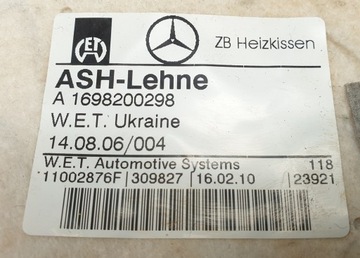 WET
ZB Heizkissen
ASH-Lehne
A 1698200298
W.E.T. Ukraine
14.08.06/004
W.E.T. Automotive Systems 118
11002876F 309827 16.02.10 23921